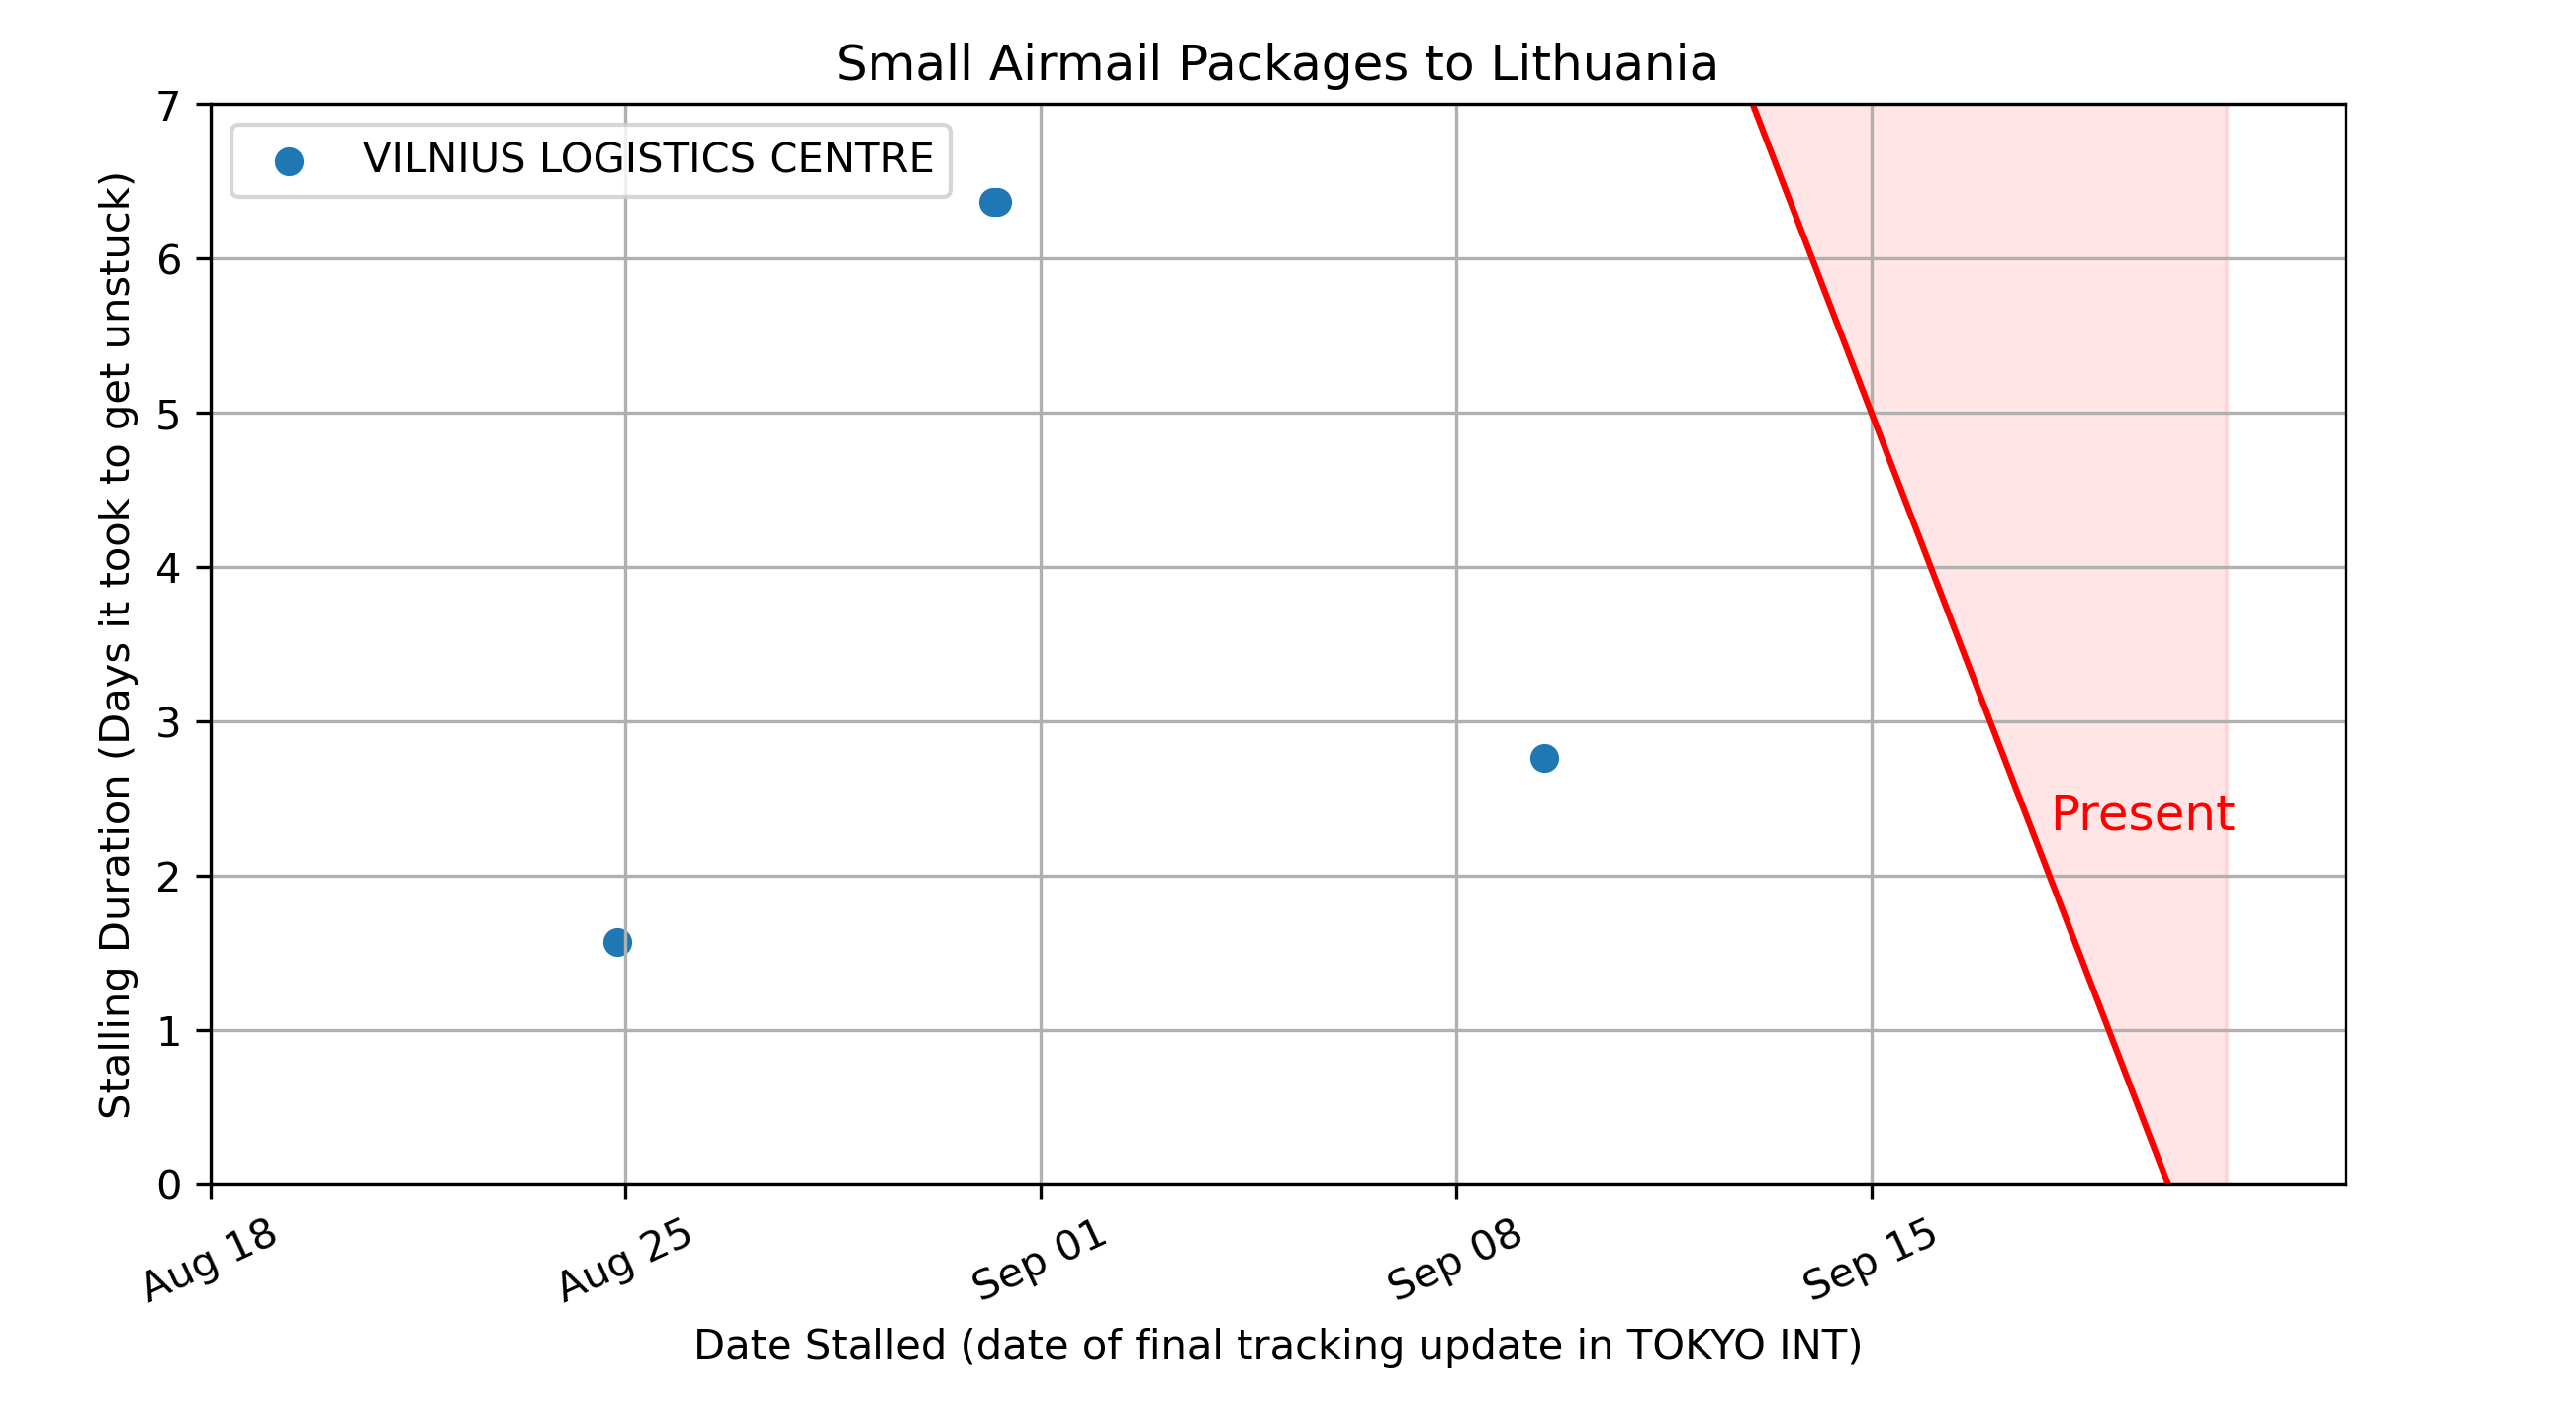 Small Airmail Packages to Lithuania
VILNIUS LOGISTICS CENTRE
Stalling Duration (Days it took to get unstuck)
7
6
5
4
3
2
1
0
Present
Aug 18
Aug 25
Sep 01
Sep 08
Sep 15
Date Stalled (date of final tracking update in TOKYO INT)